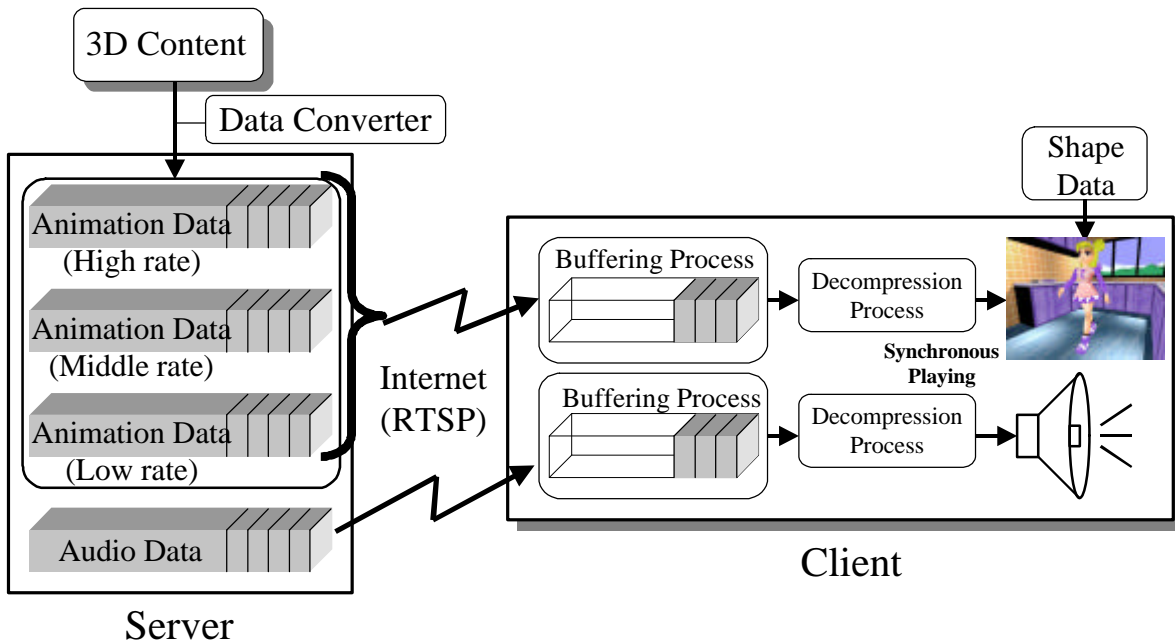 3D Content
Data Converter
Animation Data
(High rate)
Animation Data
(Middle rate)
Animation Data
(Low rate)
Audio Data
Server
Internet
(RTSP)
Buffering Process
Decompression
Process
Shape
Data
Synchronous
Playing
Buffering Process
Decompression
Process
Client